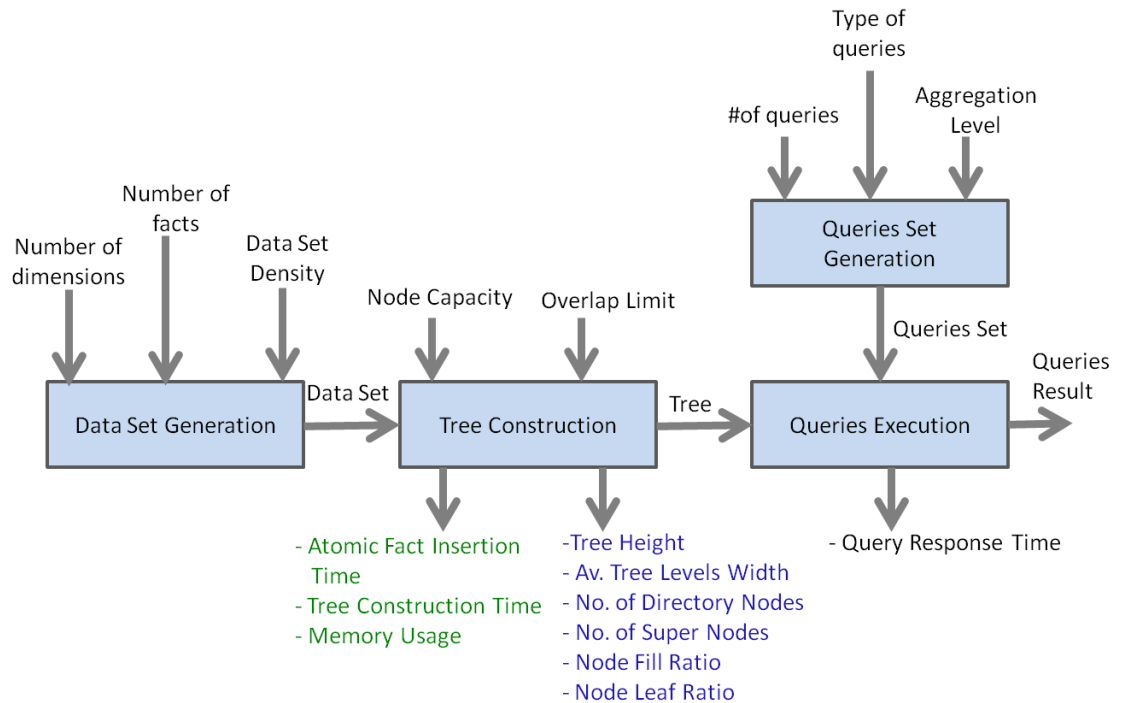 Type of
queries
#of queries
Aggregation
Level
Number of
facts
Number of
dimensions
Data Set
Density
Queries Set
Generation
Node Capacity
Overlap Limit
Queries Set
Queries
Result
Data Set
Tree
Data Set Generation
Tree Construction
Queries Execution
- Atomic Fact Insertion
Time
- Tree Construction Time
- Memory Usage
-Tree Height
- Av. Tree Levels Width
- No. of Directory Nodes
- No. of Super Nodes
- Node Fill Ratio
- Node Leaf Ratio
- Query Response Time